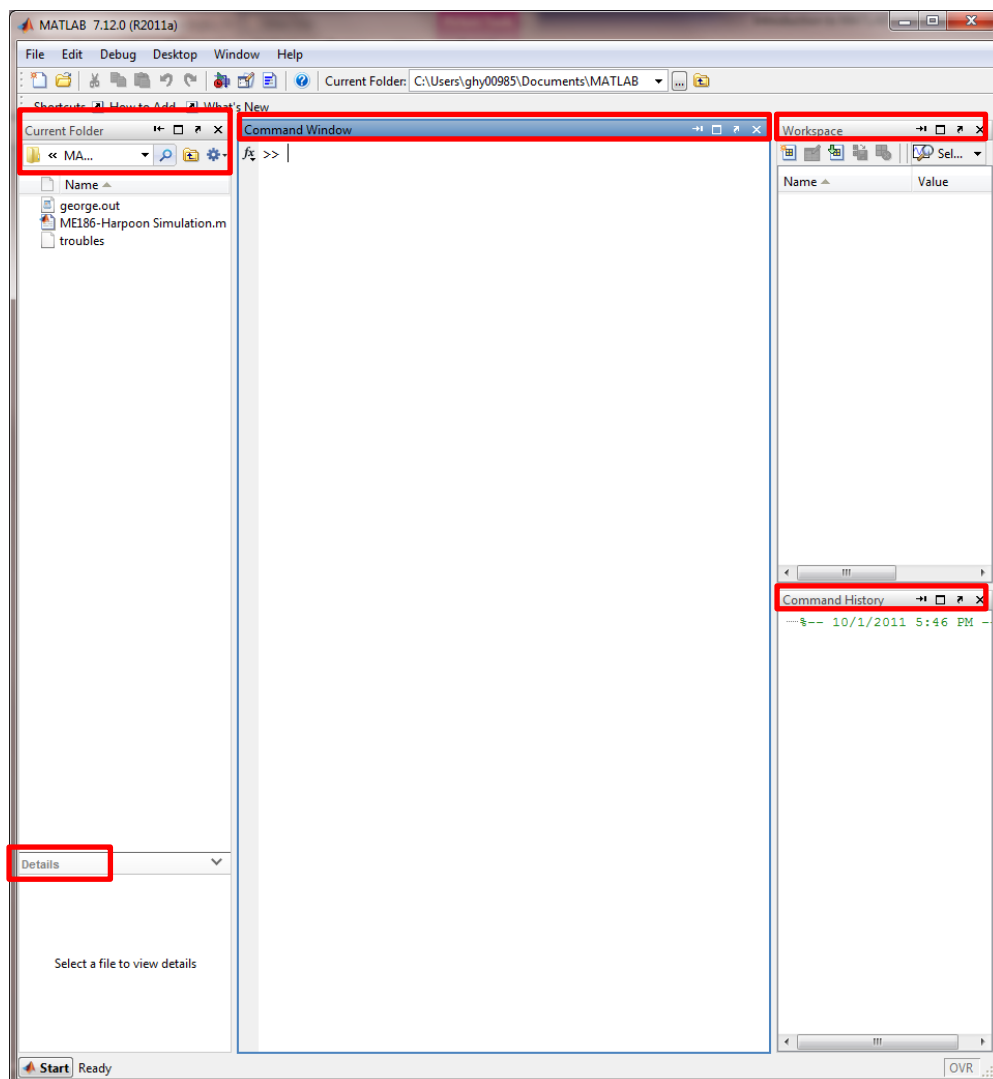 MATLAB 7.12.0 (R2011a)
File Edit Debug Desktop Window Help
Current Folder: C:\Users\ghy00985\Documents\MATLAB ...
Shortcuts How to Add What's New
Current Folder
« MA...
Name
george.out
ME186-Harpoon Simulation.m
troubles
Details
Select a file to view details
Command Window
fx >>
Workspace
Sel...
Name Value
Command History
%-- 10/1/2011 5:46 PM -
Start Ready
OVR